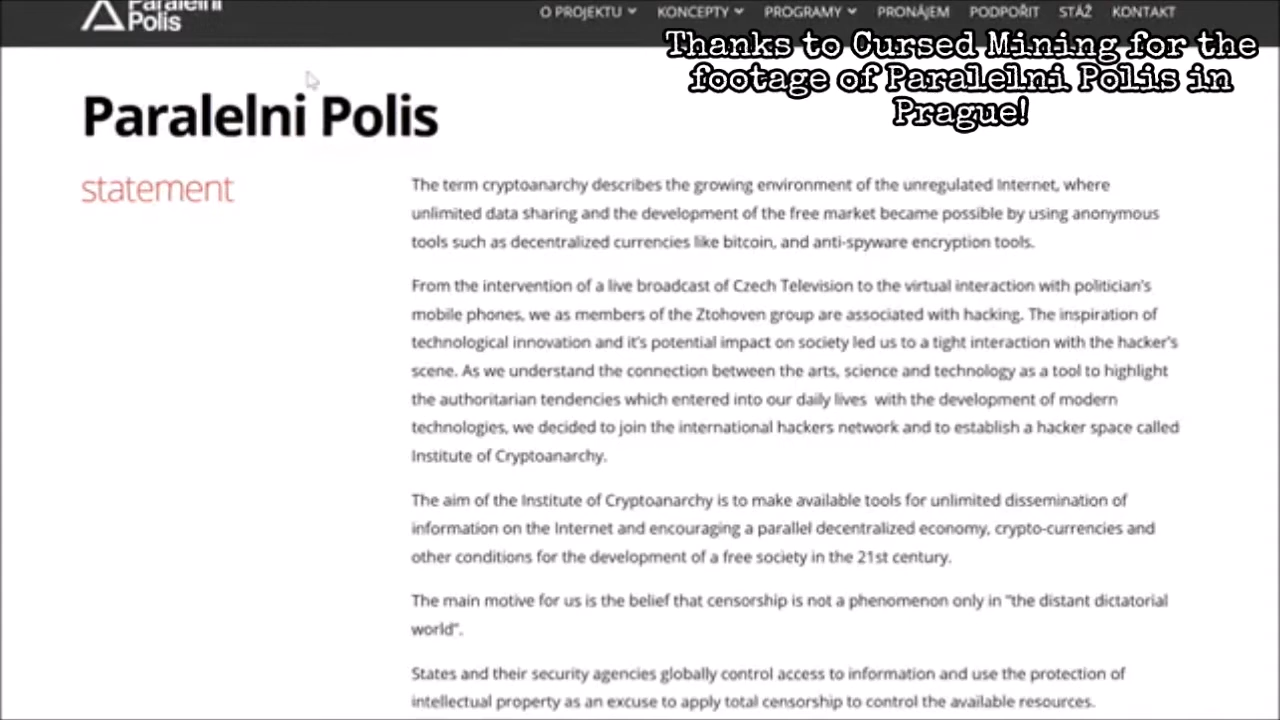 Paralelni
Polis
O PROJEKTU
KONCEPTY
PROGRAMY
PRONÁJEM
PODPOŘIT
STÁŽ
KONTAKT
Thanks to Cursed Mining for the
footage of Paralelni Polis in
Prague!
Paralelni Polis
statement
The term cryptoanarchy describes the growing environment of the unregulated Internet, where
unlimited data sharing and the development of the free market became possible by using anonymous
tools such as decentralized currencies like bitcoin, and anti-spyware encryption tools.
From the intervention of a live broadcast of Czech Television to the virtual interaction with politician's
mobile phones, we as members of the Ztohoven group are associated with hacking. The inspiration of
technological innovation and it's potential impact on society led us to a tight interaction with the hacker's
scene. As we understand the connection between the arts, science and technology as a tool to highlight
the authoritarian tendencies which entered into our daily lives with the development of modern
technologies, we decided to join the international hackers network and to establish a hacker space called
Institute of Cryptoanarchy.
The aim of the Institute of Cryptoanarchy is to make available tools for unlimited dissemination of
information on the Internet and encouraging a parallel decentralized economy, crypto-currencies and
other conditions for the development of a free society in the 21st century.
The main motive for us is the belief that censorship is not a phenomenon only in "the distant dictatorial
world".
States and their security agencies globally control access to information and use the protection of
intellectual property as an excuse to apply total censorship to control the available resources.